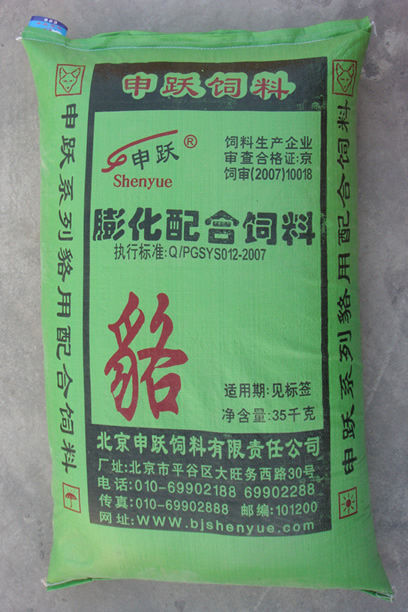 申跃饲料
申跃®
Shenyue
饲料生产企业
审查合格证:京
饲审(2007)10018
膨化配合饲料
执行标准:Q/PGSYS012-2007
貉
适用期:见标签
净含量:35千克
北京申跃饲料有限责任公司
厂址:北京市平谷区大旺务西路30号
电话:010-69902188 69902288
传真:010-69902888 邮编:101200
网址:www.bjshenyue.com
申跃系列貉用配合饲料
申跃系列貉用配合饲料